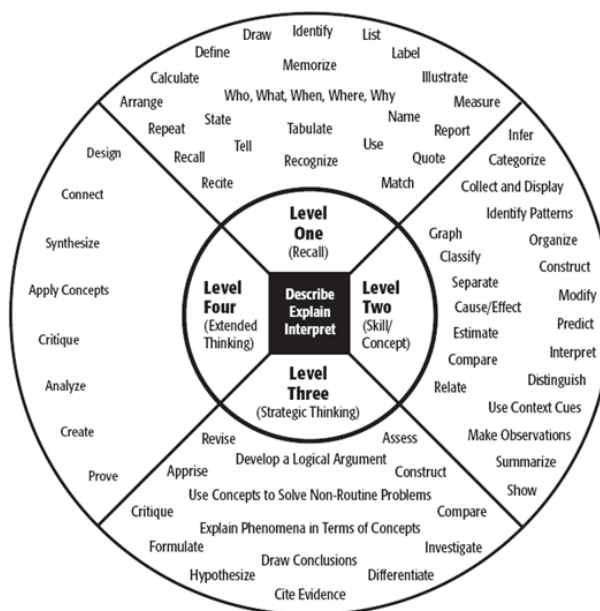 Draw
Identify
List
Define
Label
Memorize
Calculate
Illustrate
Arrange
Who, What, When, Where, Why
Measure
State
Name
Repeat
Tabulate
Report
Tell
Use
Recall
Recognize
Quote
Recite
Match
Level
One
(Recall)
Infer
Categorize
Collect and Display
Identify Patterns
Graph
Organize
Classify
Construct
Separate
Modify
Cause/Effect
Predict
Estimate
Interpret
Compare
Distinguish
Relate
Use Context Cues
Make Observations
Summarize
Show
Level
Two
(Skill/
Concept)
Describe
Explain
Interpret
Level
Three
(Strategic Thinking)
Revise
Assess
Develop a Logical Argument
Apprise
Construct
Use Concepts to Solve Non-Routine Problems
Critique
Compare
Explain Phenomena in Terms of Concepts
Formulate
Investigate
Draw Conclusions
Hypothesize
Differentiate
Cite Evidence
Level
Four
(Extended
Thinking)
Design
Connect
Synthesize
Apply Concepts
Critique
Analyze
Create
Prove